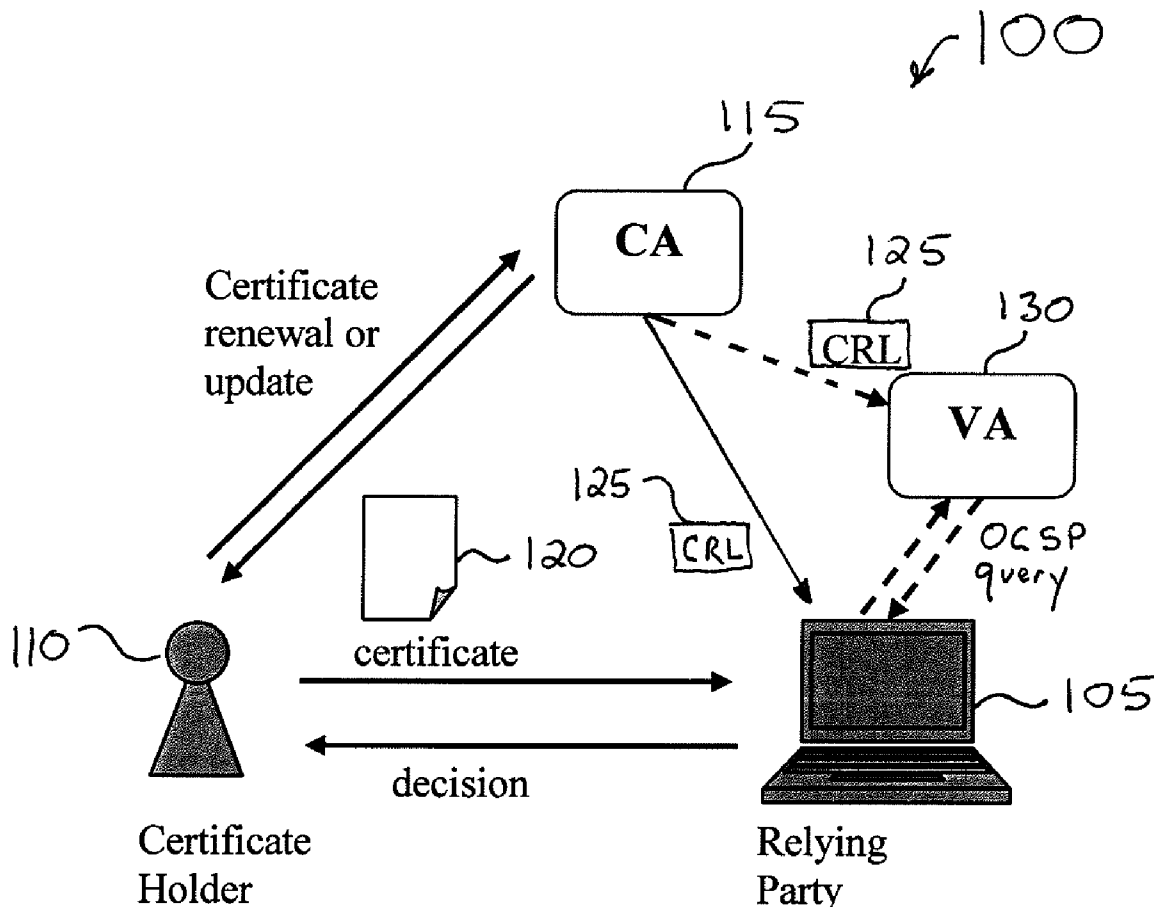 100
115
CA
125
CRL
130
VA
Certificate
renewal or
update
125
CRL
OCSP
query
120
110
certificate
105
decision
Certificate
Holder
Relying
Party